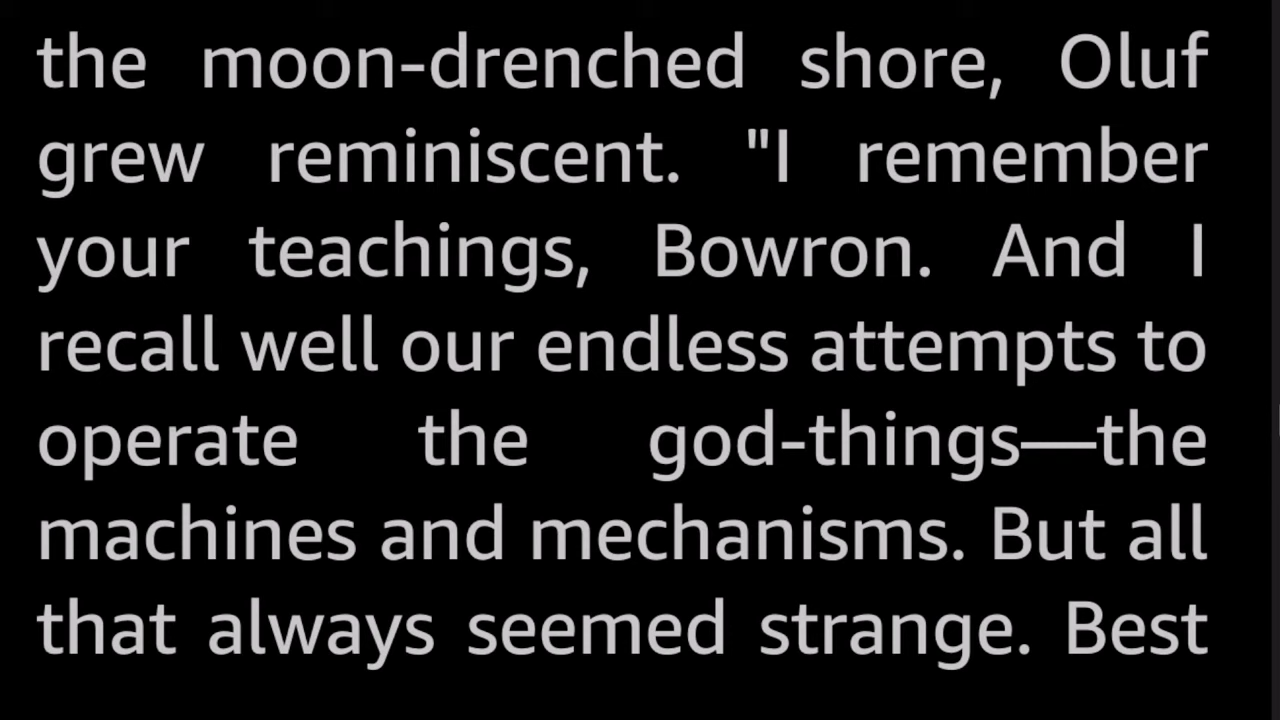 the moon-drenched shore, Oluf
grew reminiscent. "I remember
your teachings, Bowron. And I
recall well our endless attempts to
operate the god-things—the
machines and mechanisms. But all
that always seemed strange. Best